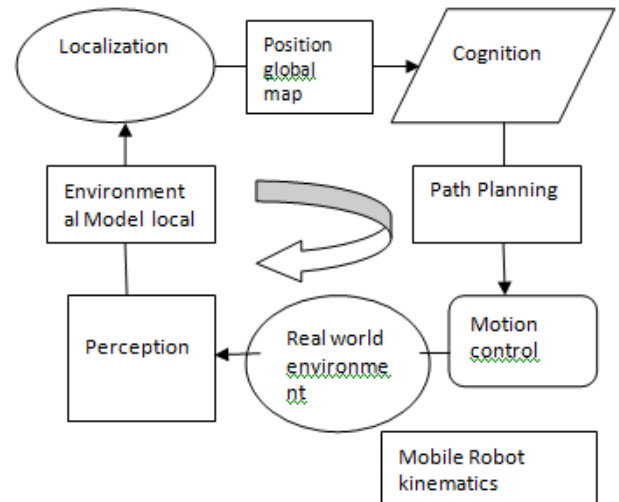 Localization
Position
global
map
Cognition
Environment
al Model local
Path Planning
Perception
Real world
environme
nt
Motion
control
Mobile Robot
kinematics